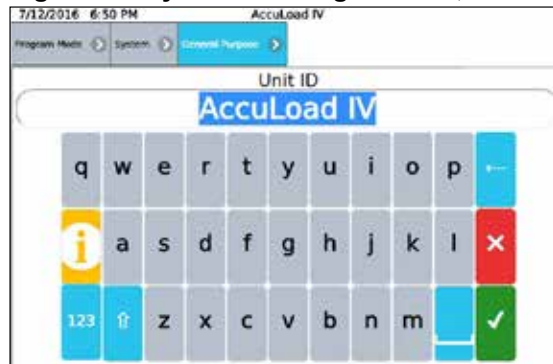 7/12/2016 6:50 PM AccuLoad IV
Program Mode System General Purpose
Unit ID
AccuLoad IV
q w e r t y u i o p
i a s d f g h j k l
123 z x c v b n m